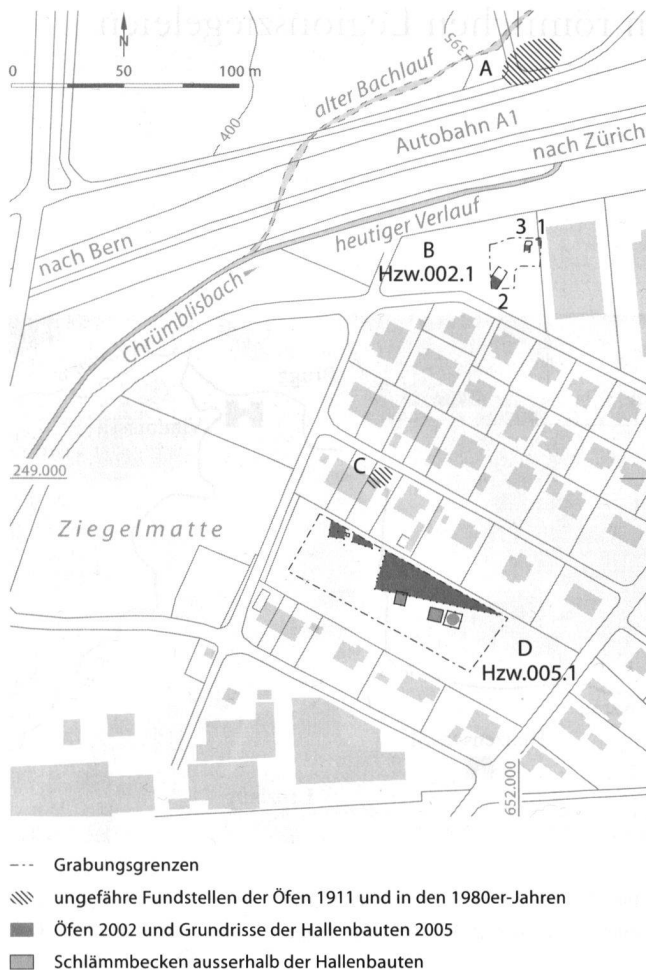 N
0 50 100 m
alter Bachlauf
395
A
400
Autobahn A1
nach Zürich
nach Bern
heutiger Verlauf
B
Hzw.002.1
3 1
2
Chrümblisbach
249.000
C
Ziegelmatte
D
Hzw.005.1
652.000
Grabungsgrenzen
ungefähre Fundstellen der Öfen 1911 und in den 1980er-Jahren
Öfen 2002 und Grundrisse der Hallenbauten 2005
Schlämmbecken ausserhalb der Hallenbauten